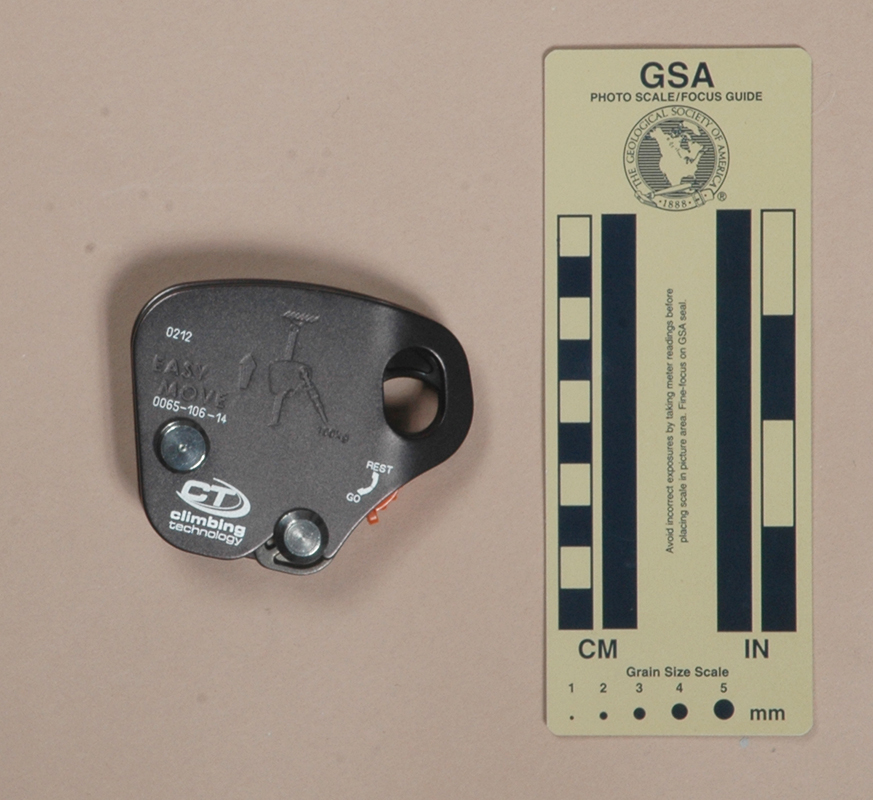 0212
EASY
MOVE
0065-106-14
REST
GO
CT
climbing
technology
GSA
PHOTO SCALE/FOCUS GUIDE
THE GEOLOGICAL SOCIETY OF AMERICA
•1888•
®
Avoid incorrect exposures by taking meter readings before
placing scale in picture area. Fine-focus on GSA seal.
CM IN
Grain Size Scale
1 2 3 4 5
mm